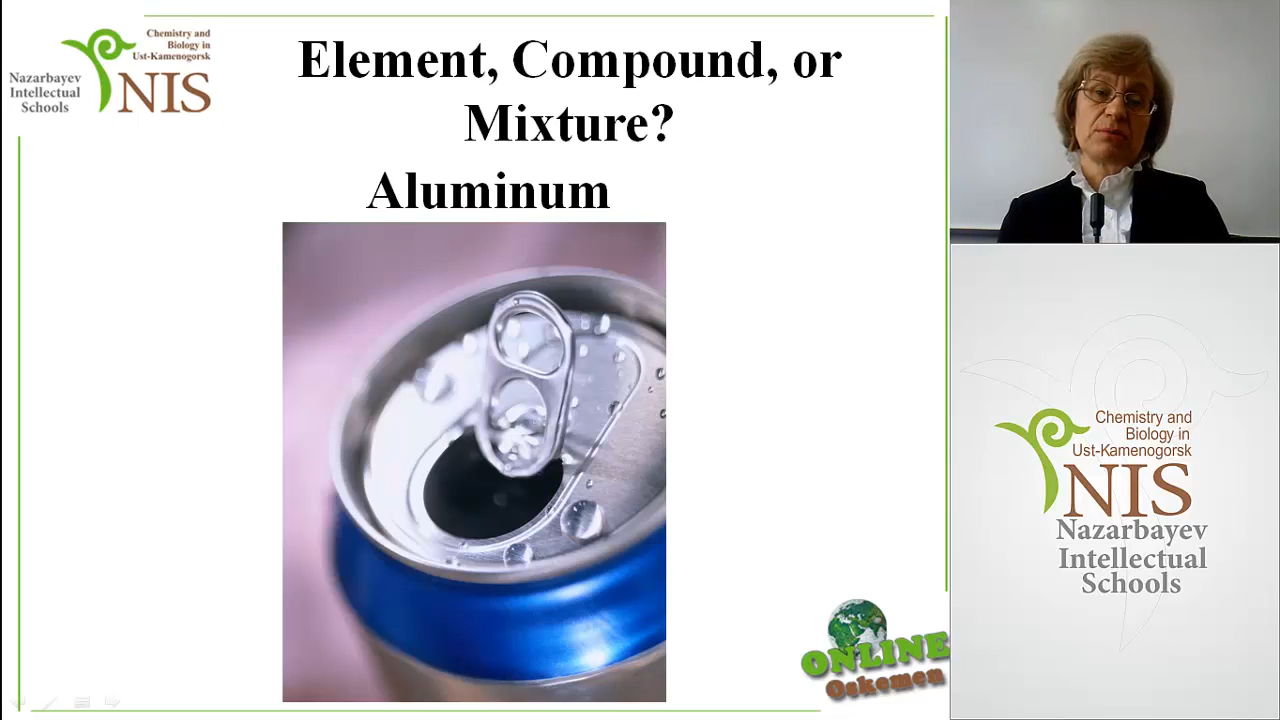 Chemistry and
Biology in
Ust-Kamenogorsk
Nazarbayev
Intellectual
Schools
NIS
Element, Compound, or
Mixture?
Aluminum
ONLINE
Oskemen
Chemistry and
Biology in
Ust-Kamenogorsk
NIS
Nazarbayev
Intellectual
Schools